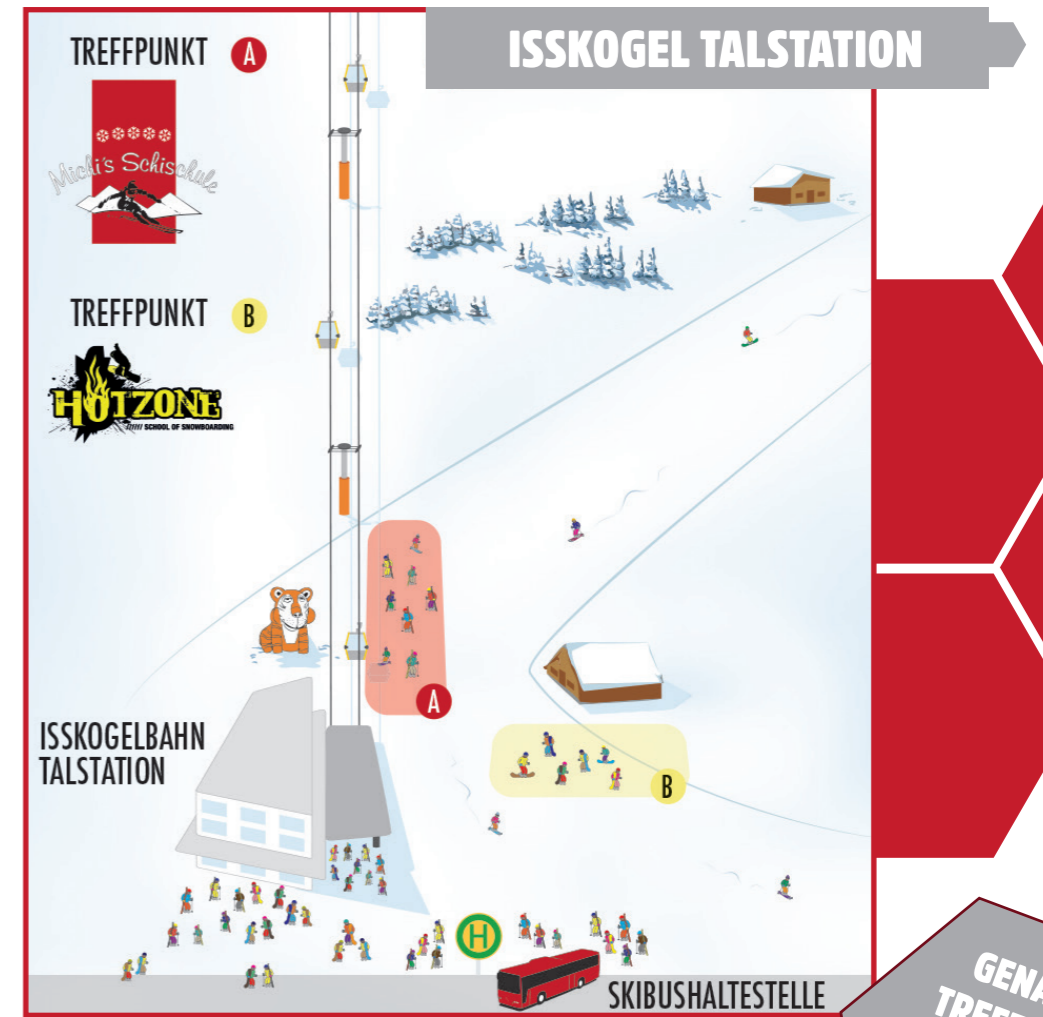 ISSKOGEL TALSTATION
TREFFPUNKT A
Michi's Schischule
TREFFPUNKT B
HOTZONE
SCHOOL OF SNOWBOARDING
A
B
ISSKOGELBAHN
TALSTATION
H
SKIBUSHALTESTELLE